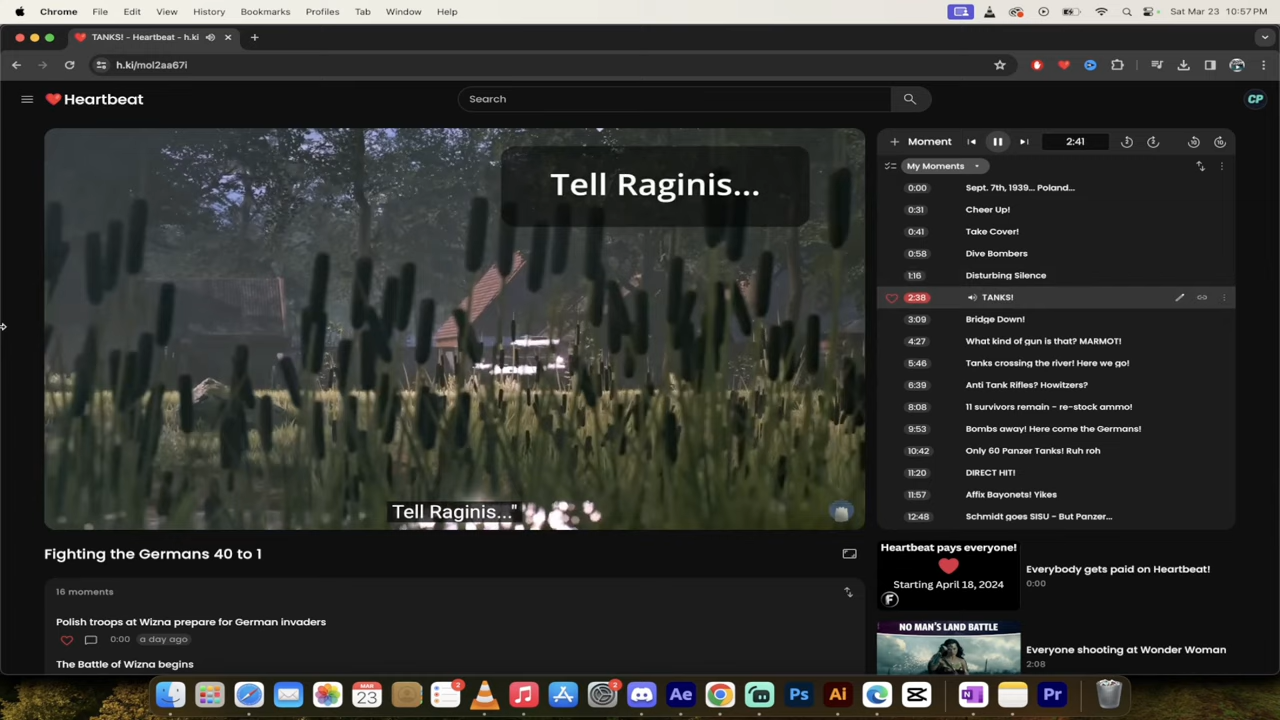 Chrome File Edit View History Bookmarks Profiles Tab Window Help Sat Mar 23 10:57 PM
TANKS! - Heartbeat - h.ki
h.ki/mol2aa67i
Heartbeat
Search
CP
Tell Raginis...
Tell Raginis..."
+ Moment 2:41
My Moments
0:00 Sept. 7th, 1939... Poland...
0:31 Cheer Up!
0:41 Take Cover!
0:58 Dive Bombers
1:16 Disturbing Silence
2:38 TANKS!
3:09 Bridge Down!
4:27 What kind of gun is that? MARMOT!
5:46 Tanks crossing the river! Here we go!
6:39 Anti Tank Rifles? Howitzers?
8:08 11 survivors remain - re-stock ammo!
9:53 Bombs away! Here come the Germans!
10:42 Only 60 Panzer Tanks! Ruh roh
11:20 DIRECT HIT!
11:57 Affix Bayonets! Yikes
12:48 Schmidt goes SISU - But Panzer...
Fighting the Germans 40 to 1
16 moments
Polish troops at Wizna prepare for German invaders
0:00 a day ago
The Battle of Wizna begins
Heartbeat pays everyone!
Starting April 18, 2024
F
Everybody gets paid on Heartbeat!
0:00
NO MAN'S LAND BATTLE
Everyone shooting at Wonder Woman
2:08
MAR
23
2
2
Ae
Ps
Ai
N
Pr